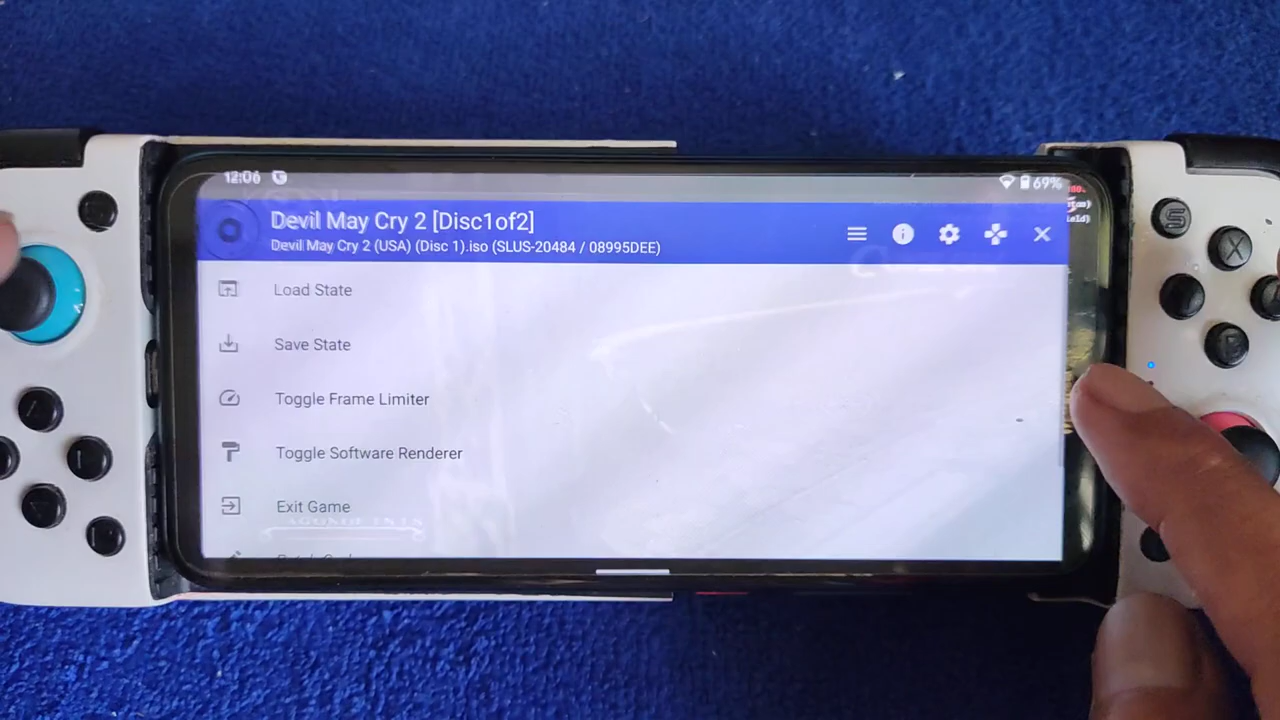 12:06
69%
Devil May Cry 2 [Disc1of2]
Devil May Cry 2 (USA) (Disc 1).iso (SLUS-20484 / 08995DEE)
Load State
Save State
Toggle Frame Limiter
Toggle Software Renderer
Exit Game
S
X